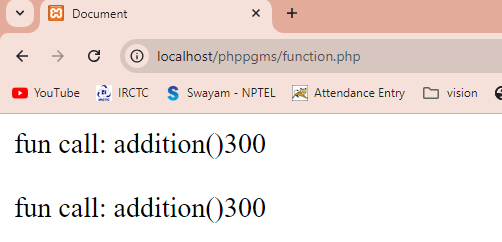 Document
localhost/phppgms/function.php
YouTube IRCTC Swayam - NPTEL Attendance Entry vision
fun call: addition()300
fun call: addition()300